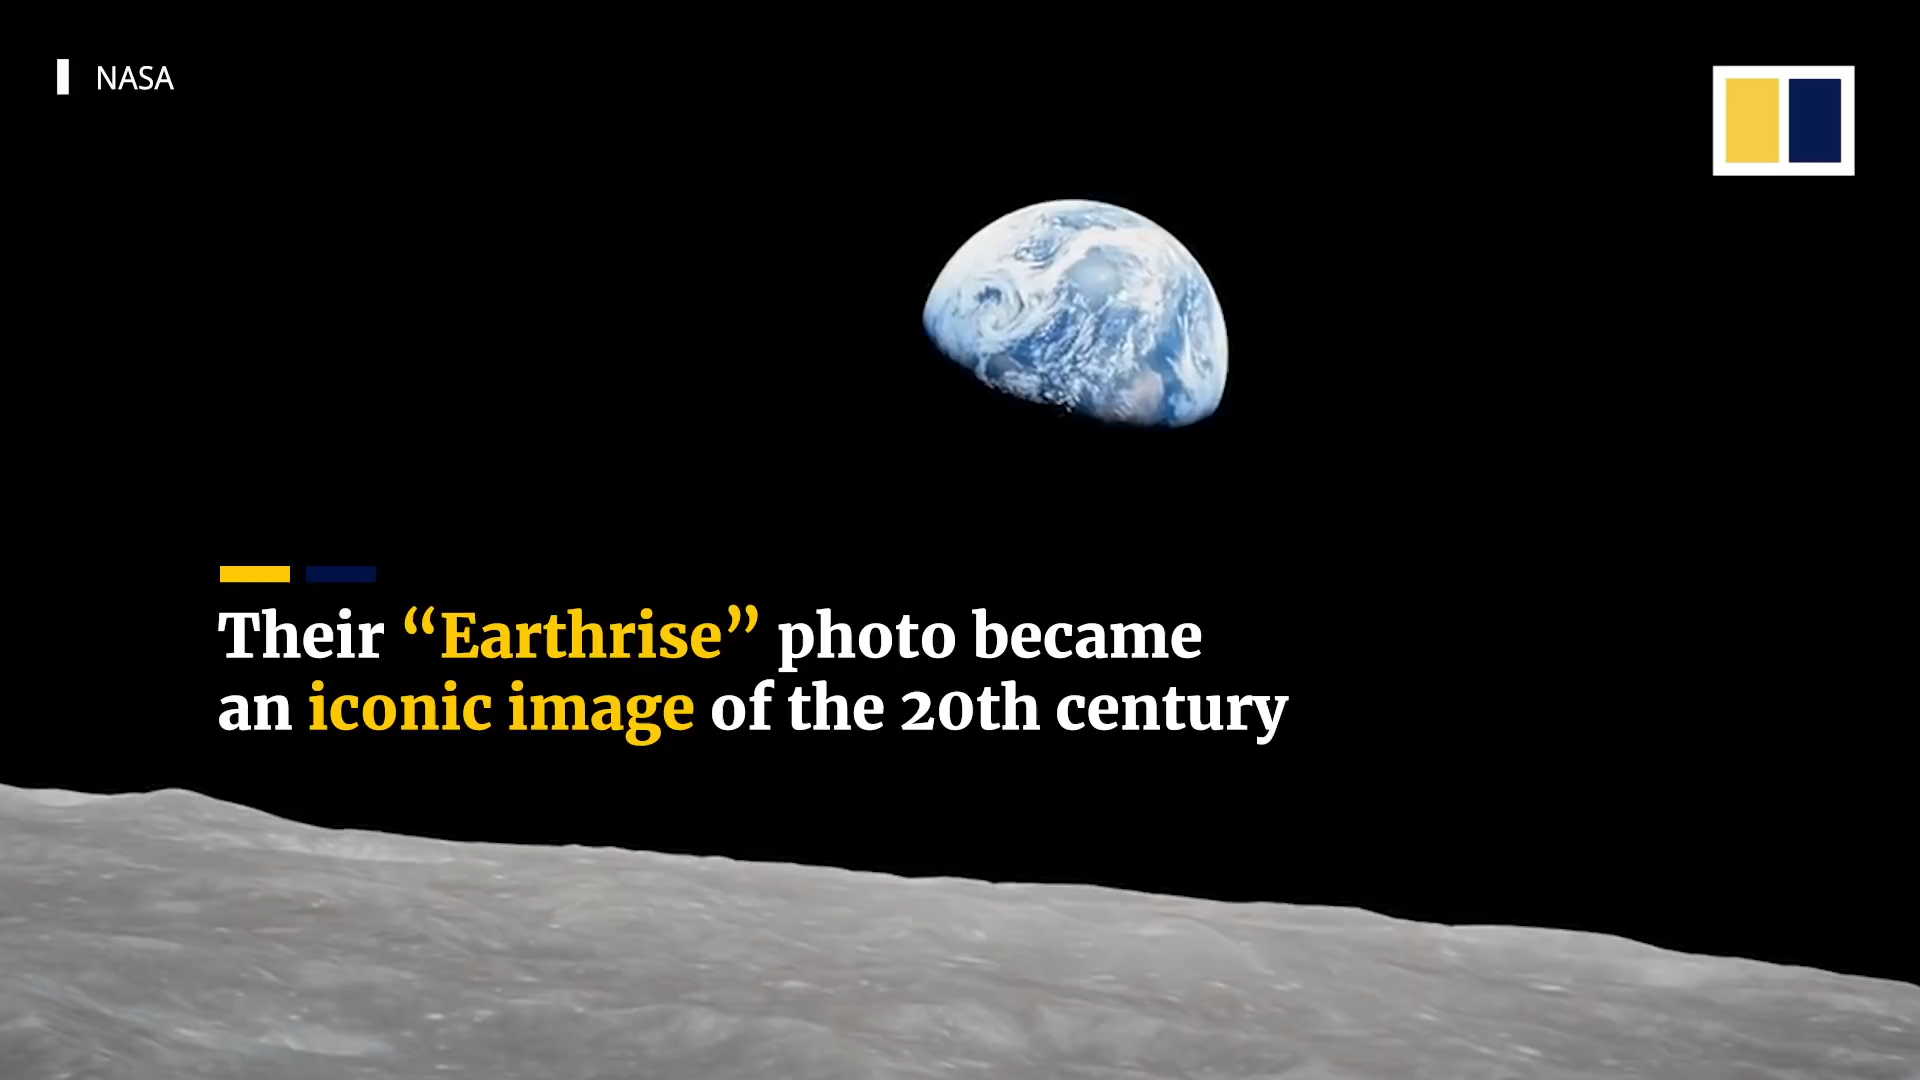 NASA
Their “Earthrise” photo became
an iconic image of the 20th century